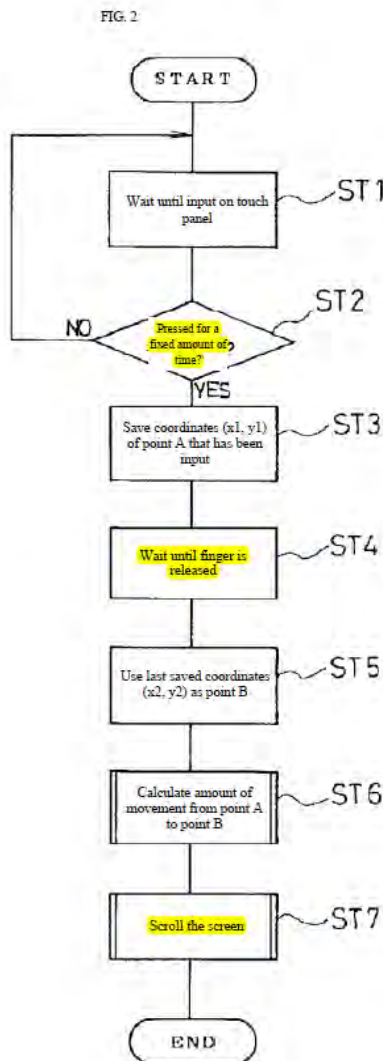 FIG. 2
START
Wait until input on touch
panel
ST1
ST2
NO
Pressed for a
fixed amount of
time?
?
YES
Save coordinates (x1, y1)
of point A that has been
input
ST3
Wait until finger is
released
ST4
Use last saved coordinates
(x2, y2) as point B
ST5
Calculate amount of
movement from point A
to point B
ST6
Scroll the screen
ST7
END